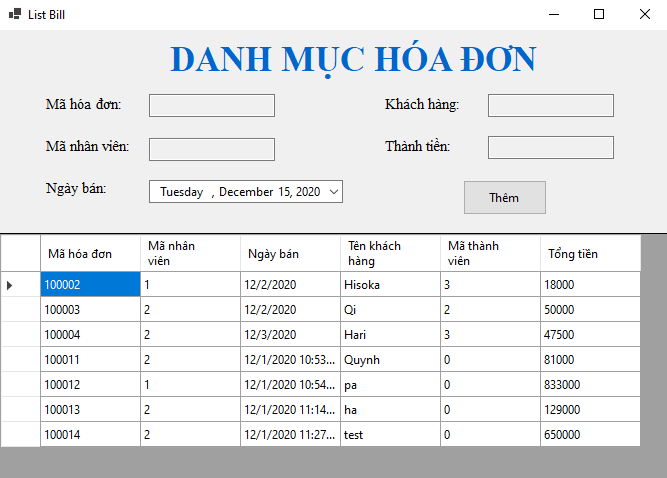 List Bill
DANH MỤC HÓA ĐƠN
Mã hóa đơn: Khách hàng:
Mã nhân viên: Thành tiền:
Ngày bán: Tuesday , December 15, 2020 Thêm
Mã hóa đơn Mã nhân viên Ngày bán Tên khách hàng Mã thành viên Tổng tiền
100002 1 12/2/2020 Hisoka 3 18000
100003 2 12/2/2020 Qi 2 50000
100004 2 12/3/2020 Hari 3 47500
100011 2 12/1/2020 10:53... Quynh 0 81000
100012 1 12/1/2020 10:54... pa 0 833000
100013 2 12/1/2020 11:14... ha 0 129000
100014 2 12/1/2020 11:27... test 0 650000